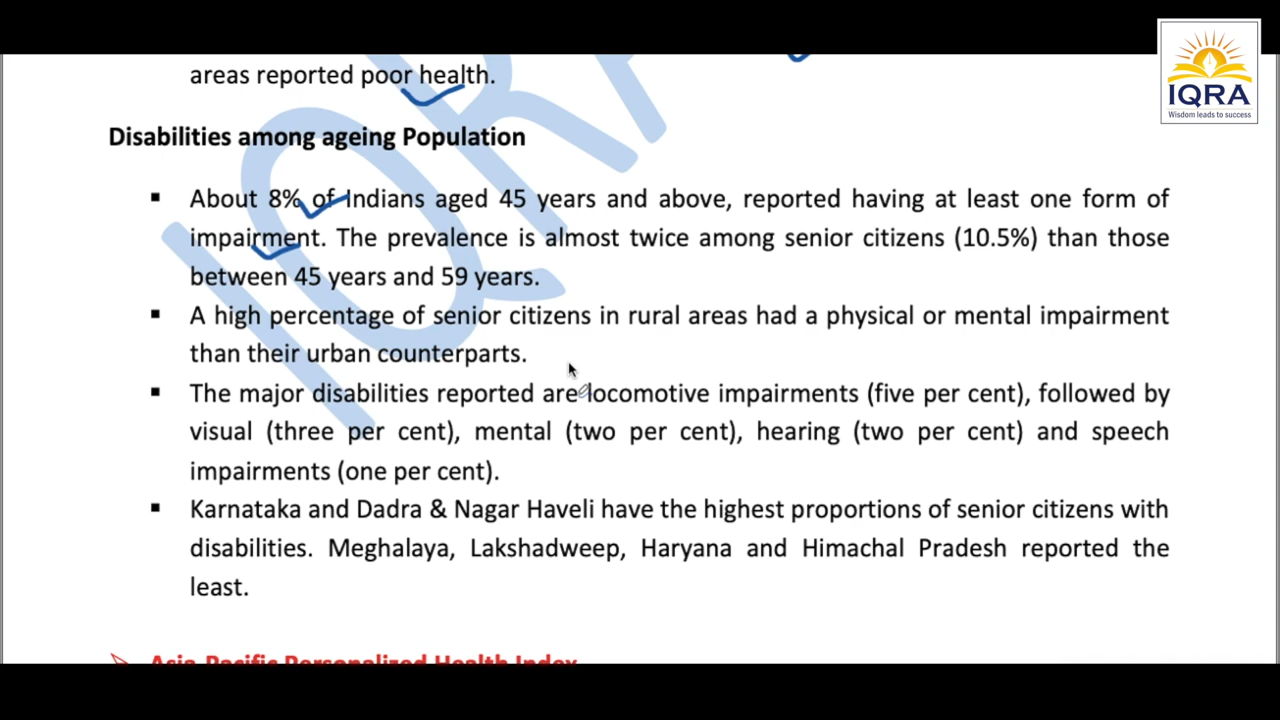 areas reported poor health.
IQRA
Wisdom leads to success
Disabilities among ageing Population
▪ About 8% of Indians aged 45 years and above, reported having at least one form of
impairment. The prevalence is almost twice among senior citizens (10.5%) than those
between 45 years and 59 years.
▪ A high percentage of senior citizens in rural areas had a physical or mental impairment
than their urban counterparts.
▪ The major disabilities reported are locomotive impairments (five per cent), followed by
visual (three per cent), mental (two per cent), hearing (two per cent) and speech
impairments (one per cent).
▪ Karnataka and Dadra & Nagar Haveli have the highest proportions of senior citizens with
disabilities. Meghalaya, Lakshadweep, Haryana and Himachal Pradesh reported the
least.
Asia-Pacific Personalized Health Index
IQRA